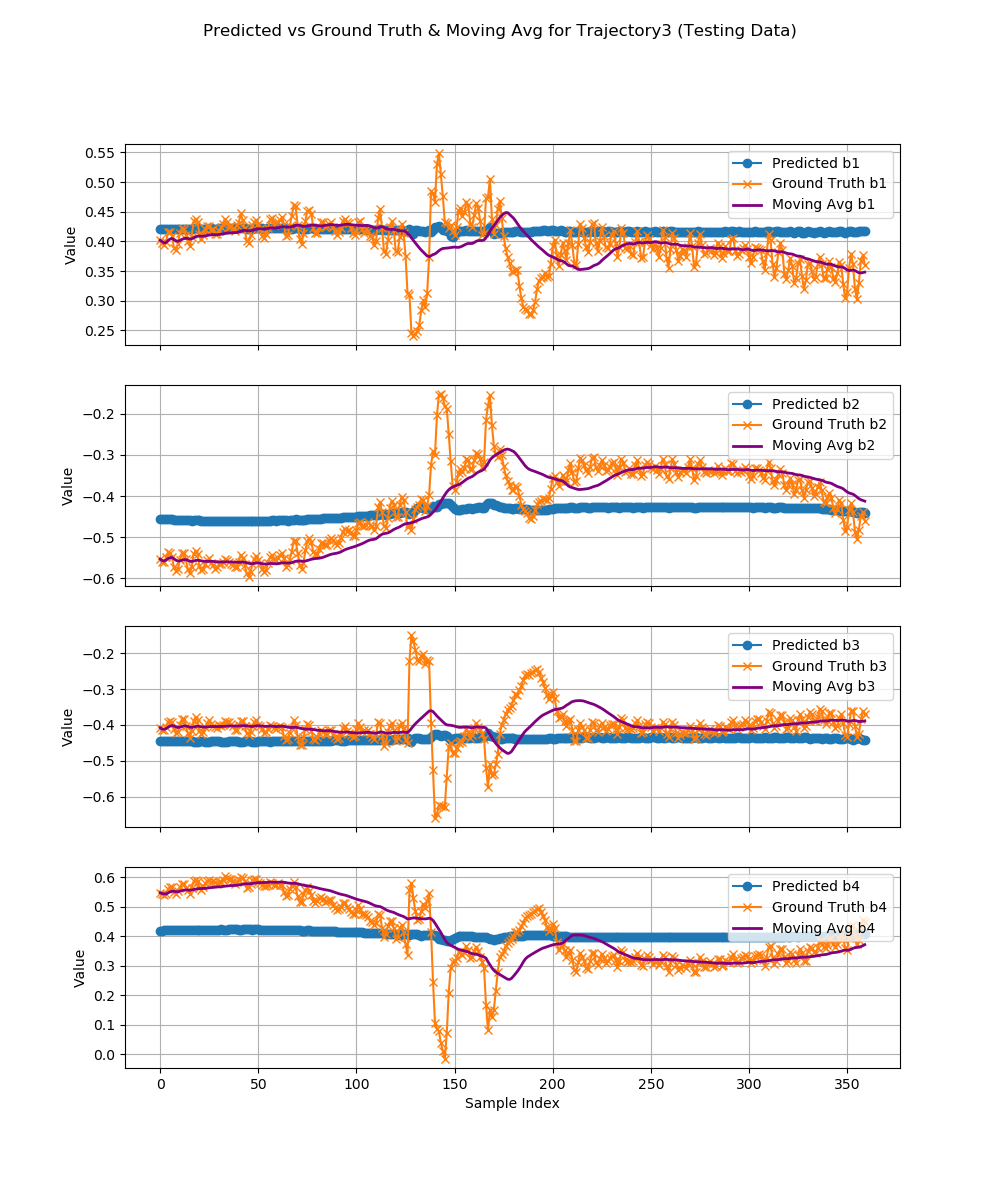 Predicted vs Ground Truth & Moving Avg for Trajectory3 (Testing Data)
0.55
0.50
0.45
0.40
0.35
0.30
0.25
Value
Predicted b1
Ground Truth b1
Moving Avg b1
−0.2
−0.3
−0.4
−0.5
−0.6
Value
Predicted b2
Ground Truth b2
Moving Avg b2
−0.2
−0.3
−0.4
−0.5
−0.6
Value
Predicted b3
Ground Truth b3
Moving Avg b3
0.6
0.5
0.4
0.3
0.2
0.1
0.0
Value
Predicted b4
Ground Truth b4
Moving Avg b4
0 50 100 150 200 250 300 350
Sample Index